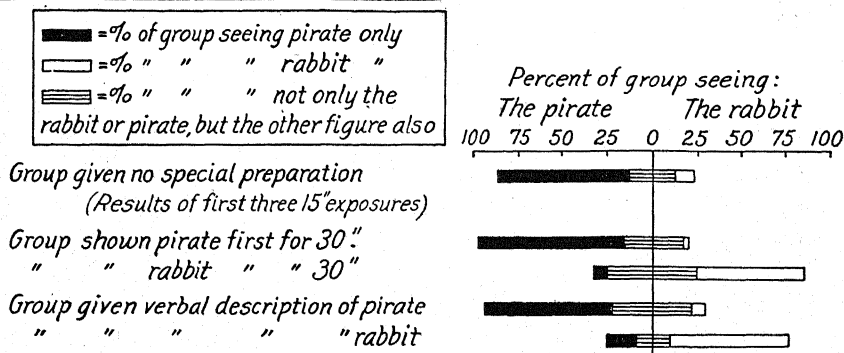 =% of group seeing pirate only
=% " " " rabbit "
=% " " " not only the
rabbit or pirate, but the other figure also
Percent of group seeing:
The pirate The rabbit
100 75 50 25 0 25 50 75 100
Group given no special preparation
(Results of first three 15" exposures)
Group shown pirate first for 30".
" " rabbit " " 30"
Group given verbal description of pirate
" " " " " rabbit